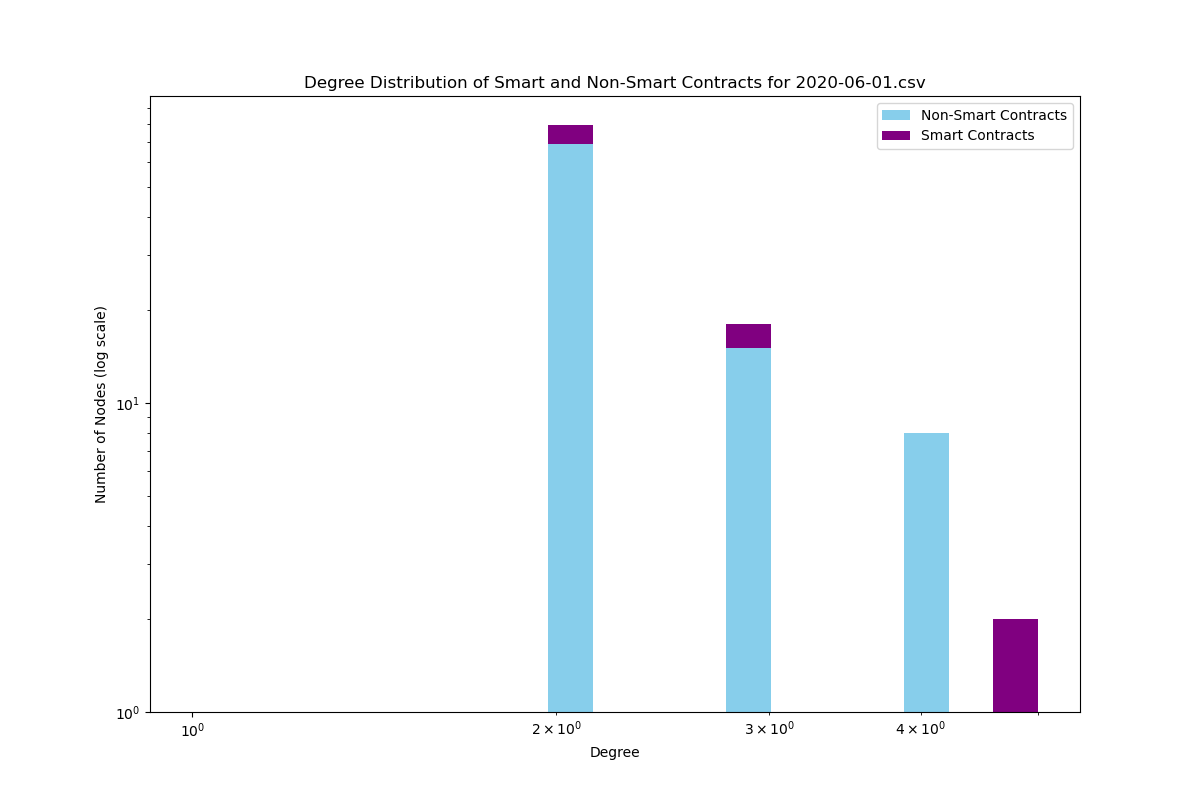 Degree Distribution of Smart and Non-Smart Contracts for 2020-06-01.csv
Non-Smart Contracts
Smart Contracts
Number of Nodes (log scale)
10¹
10⁰
10⁰ 2 × 10⁰ 3 × 10⁰ 4 × 10⁰
Degree